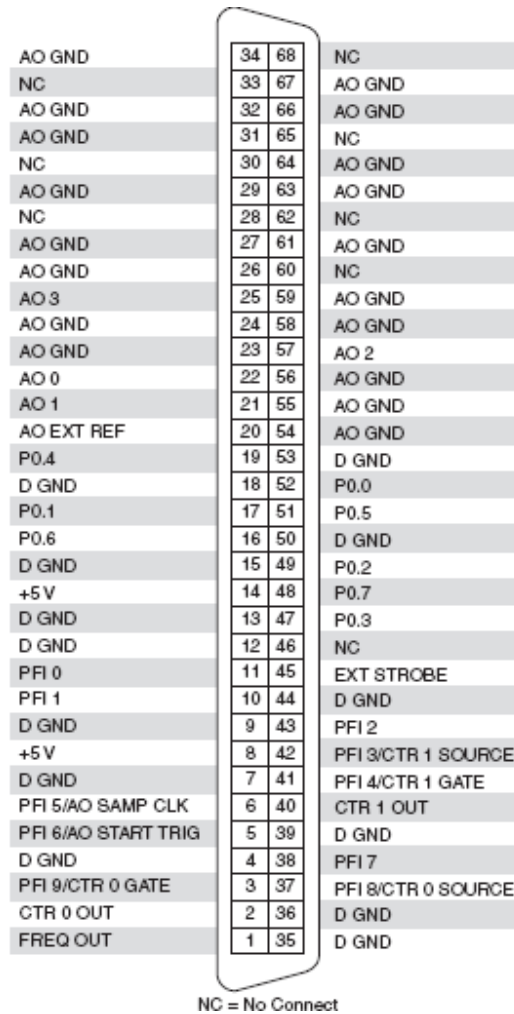 AO GND 34 68 NC
NC 33 67 AO GND
AO GND 32 66 AO GND
AO GND 31 65 NC
NC 30 64 AO GND
AO GND 29 63 AO GND
NC 28 62 NC
AO GND 27 61 AO GND
AO GND 26 60 NC
AO 3 25 59 AO GND
AO GND 24 58 AO GND
AO GND 23 57 AO 2
AO 0 22 56 AO GND
AO 1 21 55 AO GND
AO EXT REF 20 54 AO GND
P0.4 19 53 D GND
D GND 18 52 P0.0
P0.1 17 51 P0.5
P0.6 16 50 D GND
D GND 15 49 P0.2
+5 V 14 48 P0.7
D GND 13 47 P0.3
D GND 12 46 NC
PFI 0 11 45 EXT STROBE
PFI 1 10 44 D GND
D GND 9 43 PFI 2
+5 V 8 42 PFI 3/CTR 1 SOURCE
D GND 7 41 PFI 4/CTR 1 GATE
PFI 5/AO SAMP CLK 6 40 CTR 1 OUT
PFI 6/AO START TRIG 5 39 D GND
D GND 4 38 PFI 7
PFI 9/CTR 0 GATE 3 37 PFI 8/CTR 0 SOURCE
CTR 0 OUT 2 36 D GND
FREQ OUT 1 35 D GND
NC = No Connect